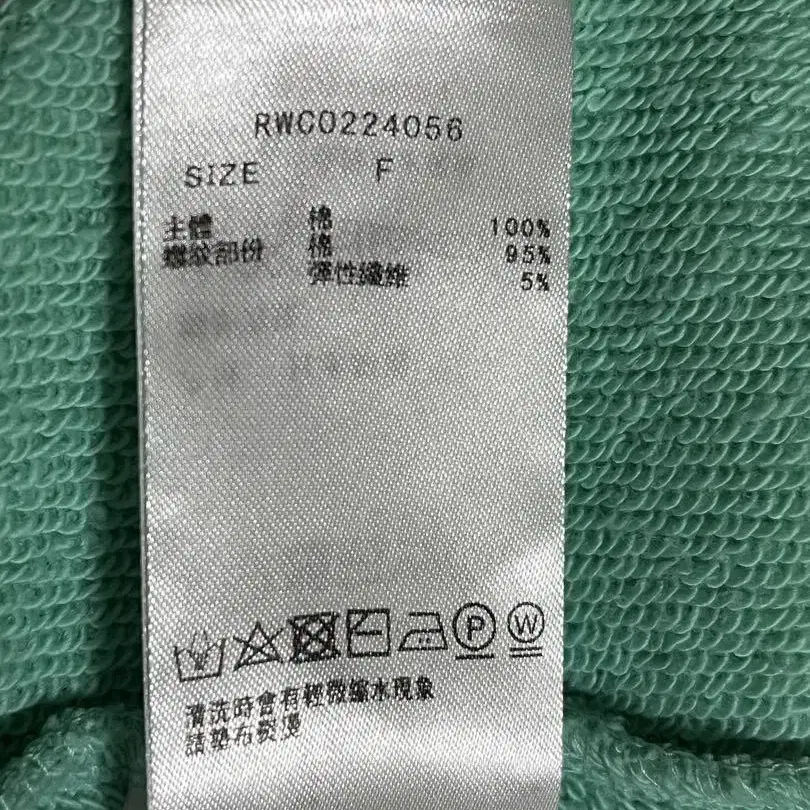 RWC0224056
SIZE F
主體 棉 100%
螺紋部份 棉 95%
彈性纖維 5%
P W
清洗時會有輕微縮水現象
請墊布熨燙